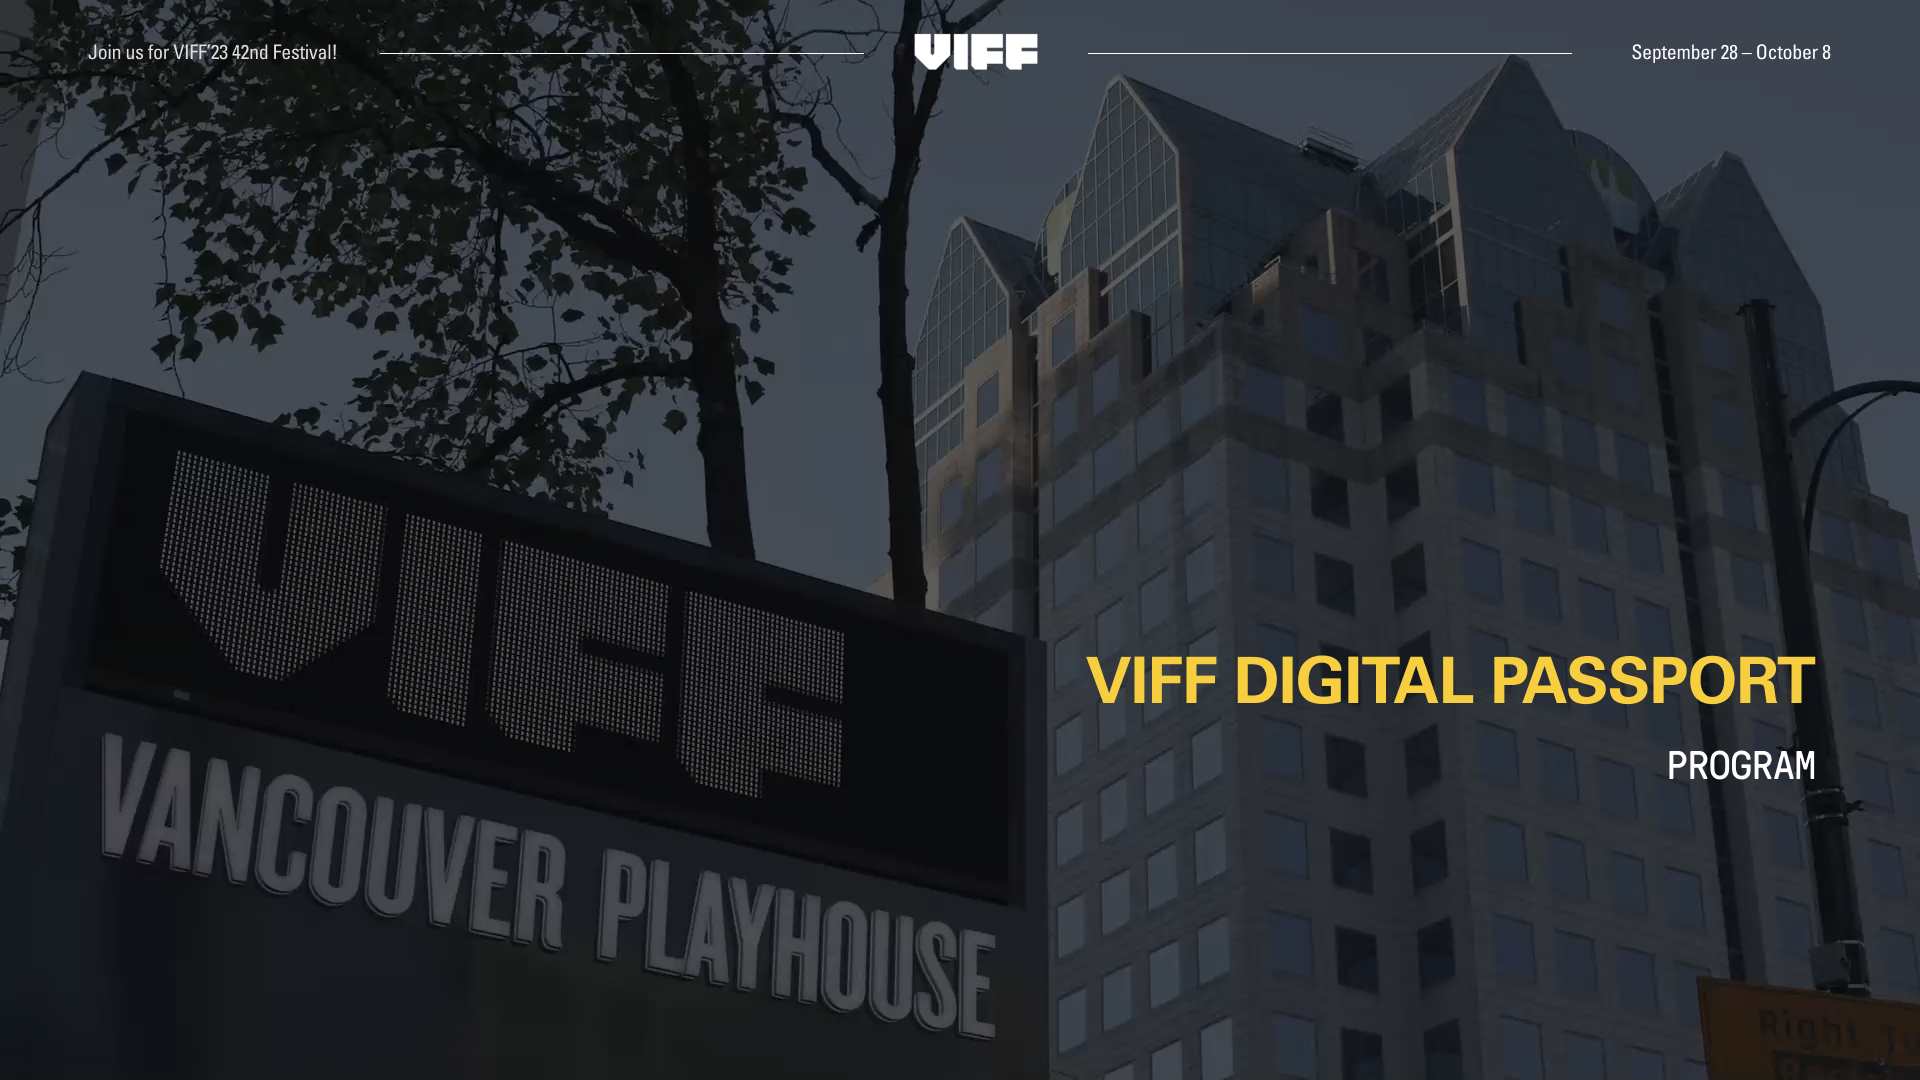 Join us for VIFF'23 42nd Festival!
VIFF
September 28 – October 8
VIFF
VANCOUVER PLAYHOUSE
VIFF DIGITAL PASSPORT
PROGRAM
Right